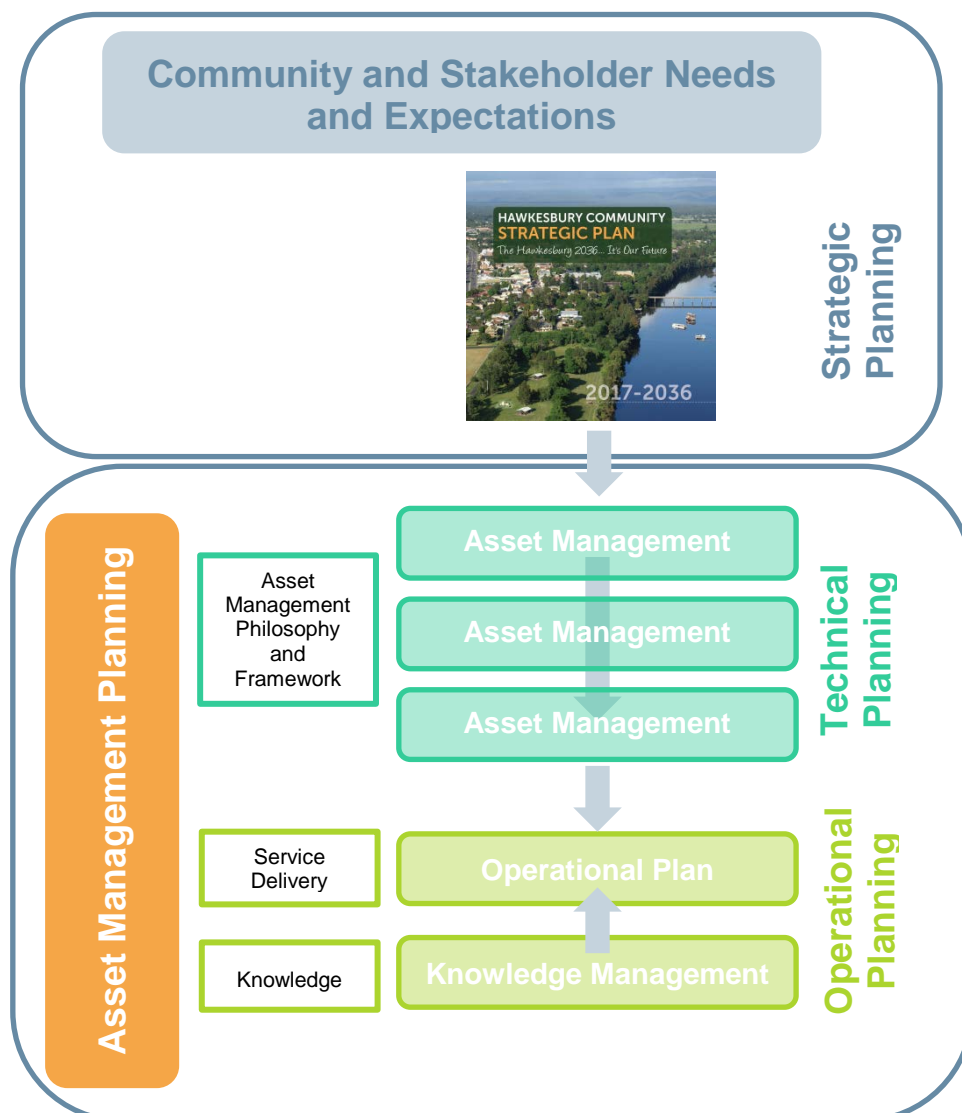 Community and Stakeholder Needs
and Expectations
HAWKESBURY COMMUNITY
STRATEGIC PLAN
The Hawkesbury 2036... It's Our Future
2017-2036
Strategic
Planning
Asset Management Planning
Asset
Management
Philosophy
and
Framework
Asset Management
Asset Management
Asset Management
Technical
Planning
Service
Delivery
Operational Plan
Knowledge
Knowledge Management
Operational
Planning